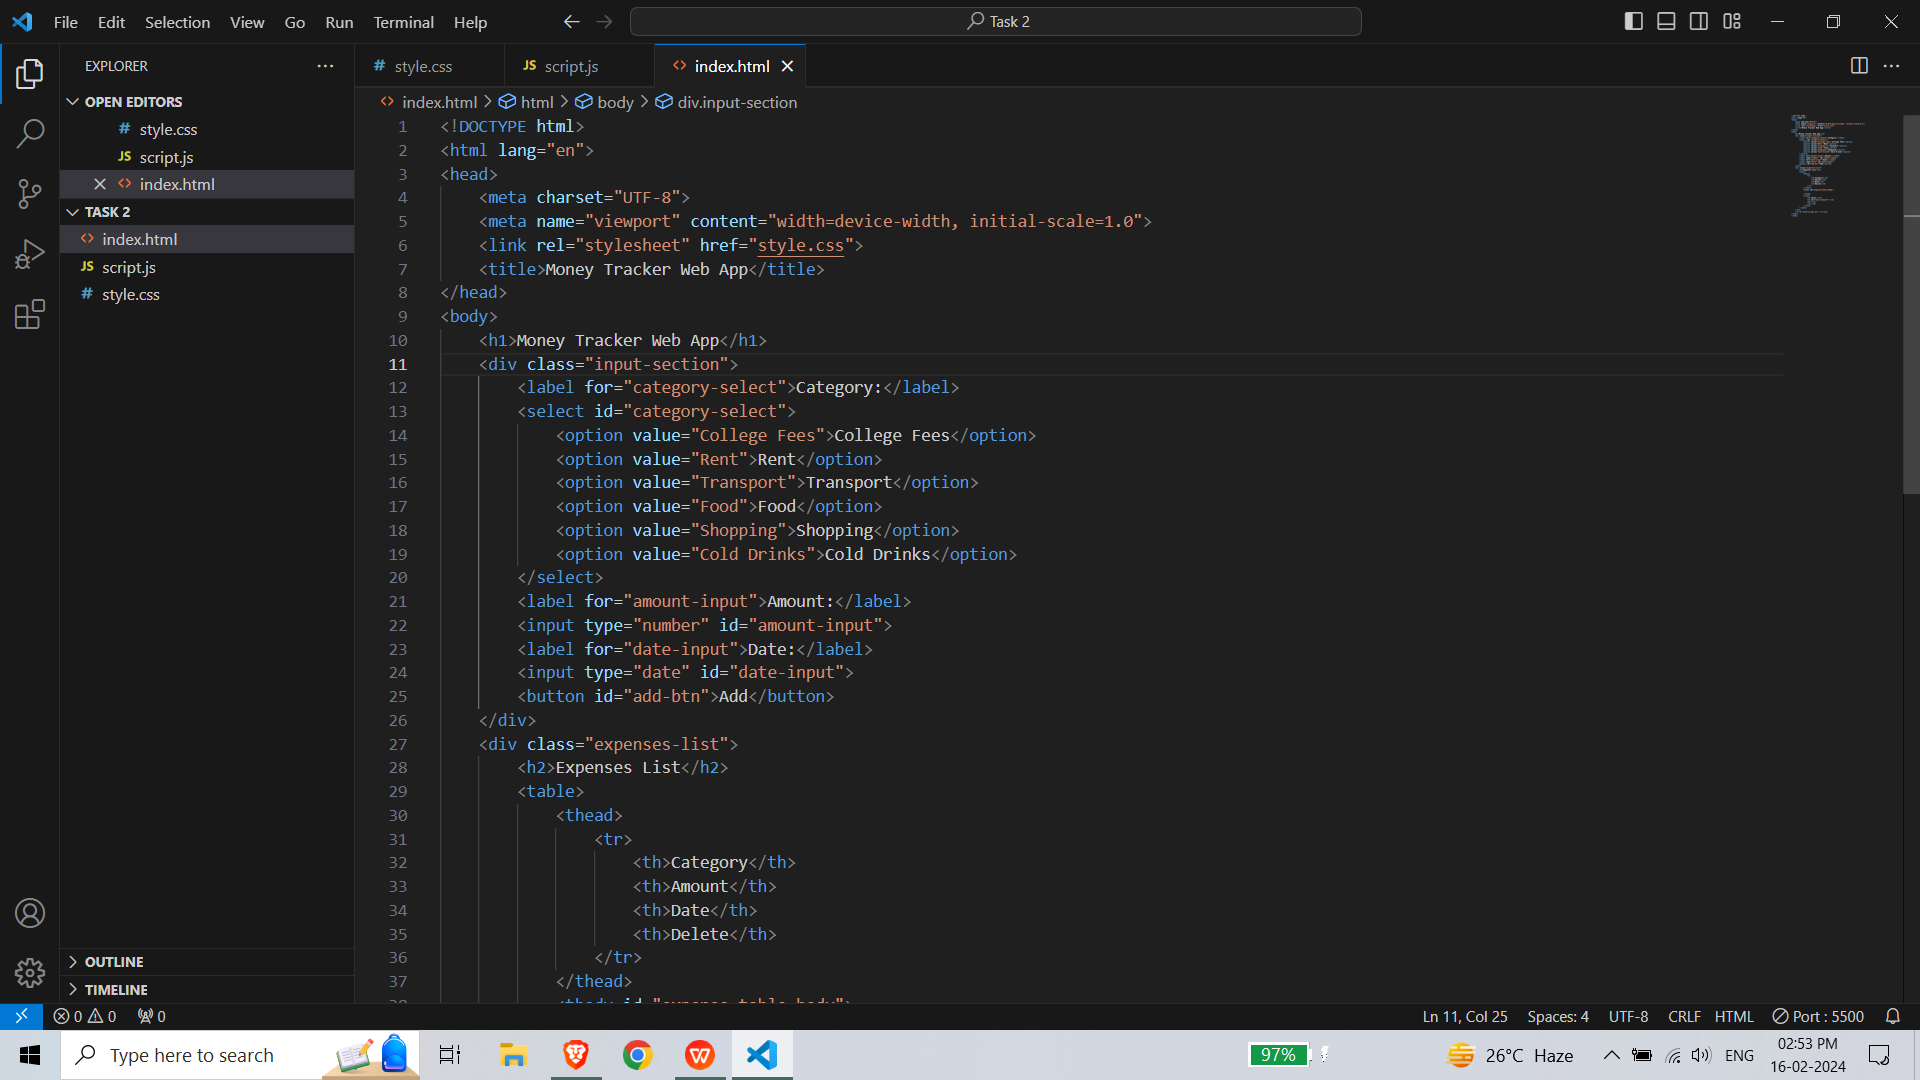 File Edit Selection View Go Run Terminal Help
Task 2
EXPLORER
OPEN EDITORS
# style.css
JS script.js
index.html
TASK 2
index.html
JS script.js
# style.css
OUTLINE
TIMELINE
# style.css
JS script.js
index.html
index.html > html > body > div.input-section
1 <!DOCTYPE html>
2 <html lang="en">
3 <head>
4 <meta charset="UTF-8">
5 <meta name="viewport" content="width=device-width, initial-scale=1.0">
6 <link rel="stylesheet" href="style.css">
7 <title>Money Tracker Web App</title>
8 </head>
9 <body>
10 <h1>Money Tracker Web App</h1>
11 <div class="input-section">
12 <label for="category-select">Category:</label>
13 <select id="category-select">
14 <option value="College Fees">College Fees</option>
15 <option value="Rent">Rent</option>
16 <option value="Transport">Transport</option>
17 <option value="Food">Food</option>
18 <option value="Shopping">Shopping</option>
19 <option value="Cold Drinks">Cold Drinks</option>
20 </select>
21 <label for="amount-input">Amount:</label>
22 <input type="number" id="amount-input">
23 <label for="date-input">Date:</label>
24 <input type="date" id="date-input">
25 <button id="add-btn">Add</button>
26 </div>
27 <div class="expenses-list">
28 <h2>Expenses List</h2>
29 <table>
30 <thead>
31 <tr>
32 <th>Category</th>
33 <th>Amount</th>
34 <th>Date</th>
35 <th>Delete</th>
36 </tr>
37 </thead>
38 <tbody id="expense-table-body">
0 0 0
Ln 11, Col 25 Spaces: 4 UTF-8 CRLF HTML Port : 5500
Type here to search
97%
26°C Haze
ENG
02:53 PM
16-02-2024